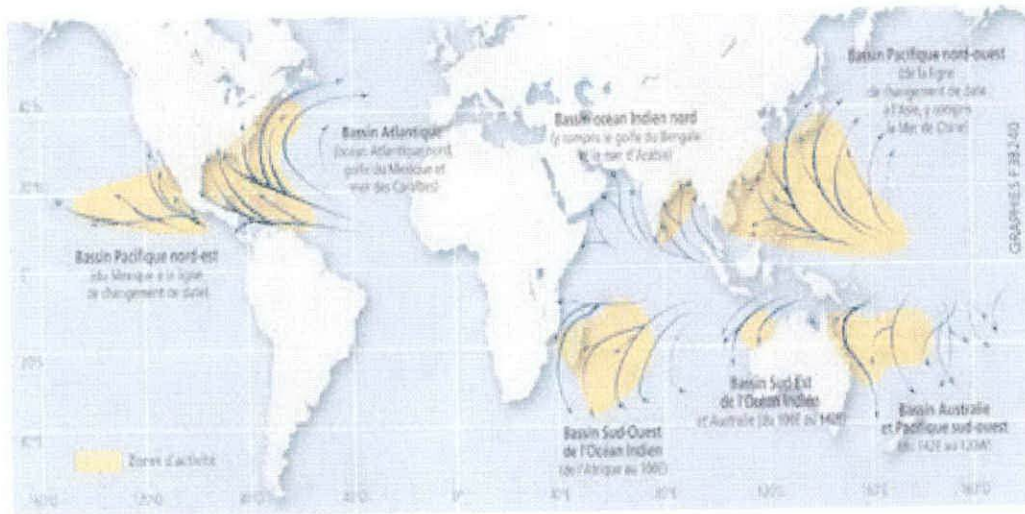 Bassin Pacifique nord-ouest
(de la ligne
de changement de date
à l'Asie, y compris
la Mer de Chine)
Bassin Atlantique
(océan Atlantique nord,
golfe du Mexique et
mer des Caraïbes)
Bassin océan Indien nord
(y compris le golfe du Bengale
et la mer d'Arabie)
GRAPHIES F38240
Bassin Pacifique nord-est
(du Mexique à la ligne
de changement de date)
Bassin Sud-Est
de l'Océan Indien
et Australie (du 100E au 142E)
Bassin Australie
et Pacifique sud-ouest
(du 142E au 120W)
Bassin Sud-Ouest
de l'Océan Indien
(de l'Afrique au 100E)
Zones d'activité
0°